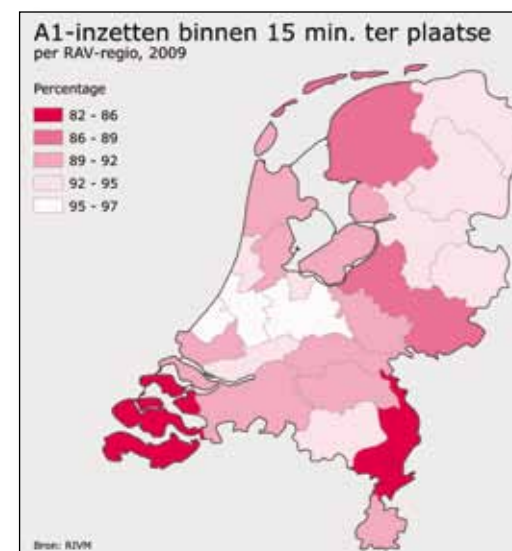 A1-inzetten binnen 15 min. ter plaatse
per RAV-regio, 2009
Percentage
82 - 86
86 - 89
89 - 92
92 - 95
95 - 97
Bron: RIVM